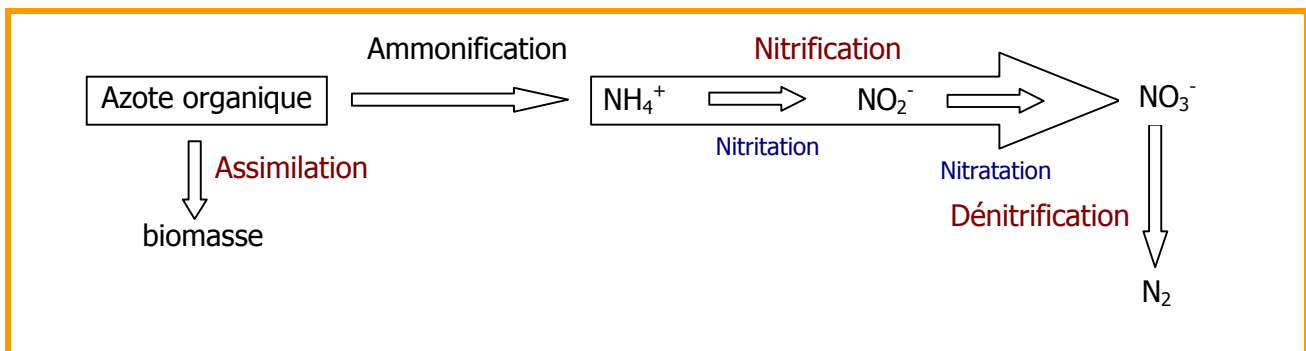 Ammonification
Nitrification
Azote organique
NH₄⁺
NO₂⁻
NO₃⁻
Nitritation
Assimilation
Nitratation
Dénitrification
biomasse
N₂